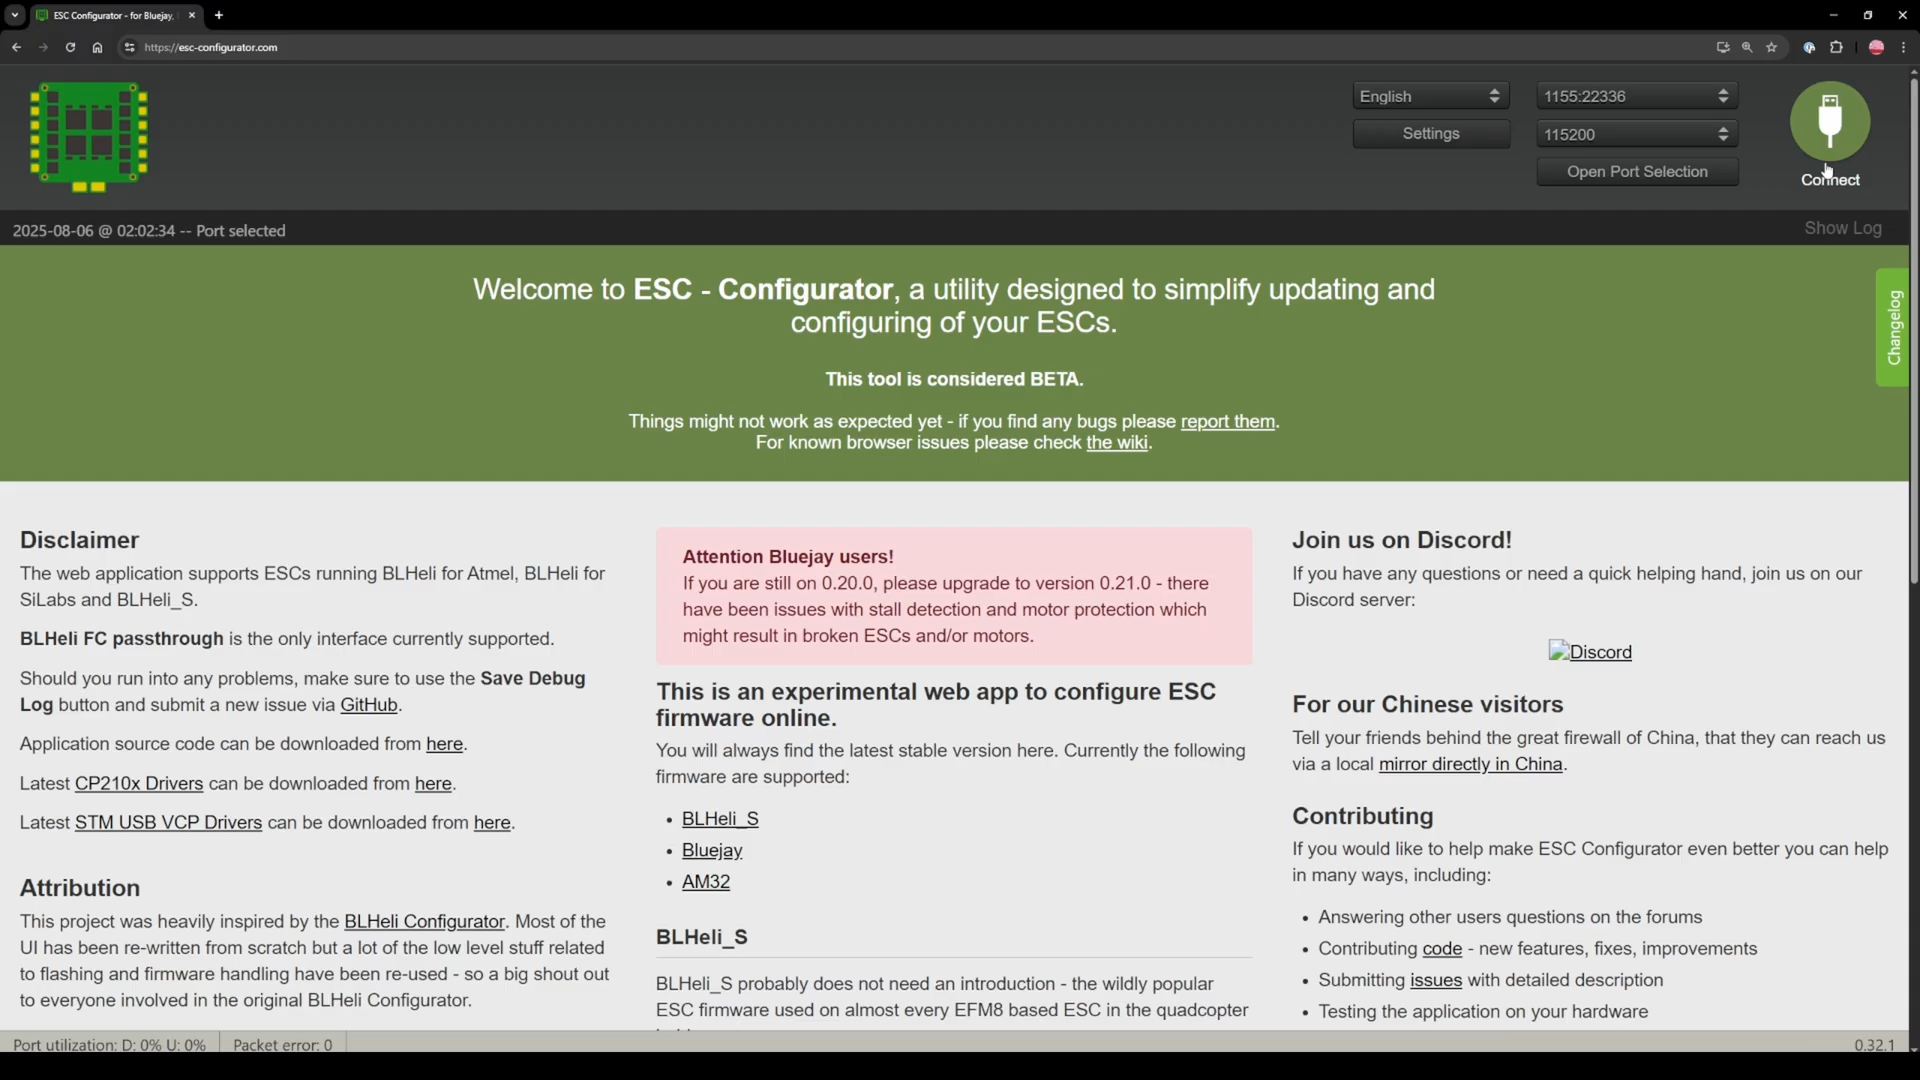 ESC Configurator - for Bluejay,
https://esc-configurator.com
English
1155:22336
Settings
115200
Open Port Selection
Connect
2025-08-06 @ 02:02:34 -- Port selected
Show Log
Changelog
Welcome to ESC - Configurator, a utility designed to simplify updating and
configuring of your ESCs.
This tool is considered BETA.
Things might not work as expected yet - if you find any bugs please report them.
For known browser issues please check the wiki.
Disclaimer
The web application supports ESCs running BLHeli for Atmel, BLHeli for
SiLabs and BLHeli_S.
BLHeli FC passthrough is the only interface currently supported.
Should you run into any problems, make sure to use the Save Debug
Log button and submit a new issue via GitHub.
Application source code can be downloaded from here.
Latest CP210x Drivers can be downloaded from here.
Latest STM USB VCP Drivers can be downloaded from here.
Attribution
This project was heavily inspired by the BLHeli Configurator. Most of the
UI has been re-written from scratch but a lot of the low level stuff related
to flashing and firmware handling have been re-used - so a big shout out
to everyone involved in the original BLHeli Configurator.
Attention Bluejay users!
If you are still on 0.20.0, please upgrade to version 0.21.0 - there
have been issues with stall detection and motor protection which
might result in broken ESCs and/or motors.
This is an experimental web app to configure ESC
firmware online.
You will always find the latest stable version here. Currently the following
firmware are supported:
• BLHeli_S
• Bluejay
• AM32
BLHeli_S
BLHeli_S probably does not need an introduction - the wildly popular
ESC firmware used on almost every EFM8 based ESC in the quadcopter
Join us on Discord!
If you have any questions or need a quick helping hand, join us on our
Discord server:
Discord
For our Chinese visitors
Tell your friends behind the great firewall of China, that they can reach us
via a local mirror directly in China.
Contributing
If you would like to help make ESC Configurator even better you can help
in many ways, including:
• Answering other users questions on the forums
• Contributing code - new features, fixes, improvements
• Submitting issues with detailed description
• Testing the application on your hardware
Port utilization: D: 0% U: 0%
Packet error: 0
0.32.1